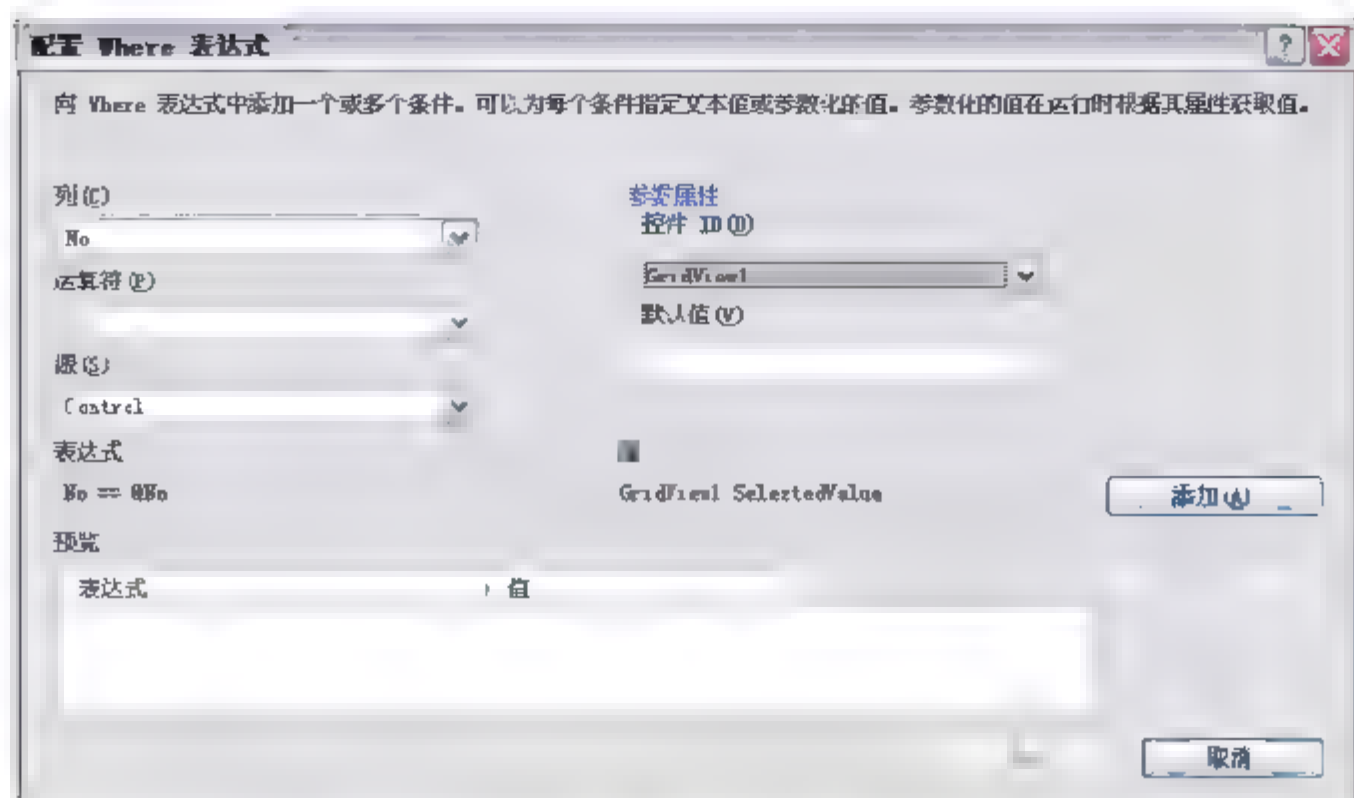 配置 Where 表达式
向 Where 表达式中添加一个或多个条件。可以为每个条件指定文本值或参数化的值。参数化的值在运行时根据其属性获取值。
列(C)
No
运算符(P)
源(S)
Control
参数属性
控件 ID(D)
GridView1
默认值(V)
表达式
No == @No
GridView1.SelectedValue
添加(A)
预览
表达式 值
取消